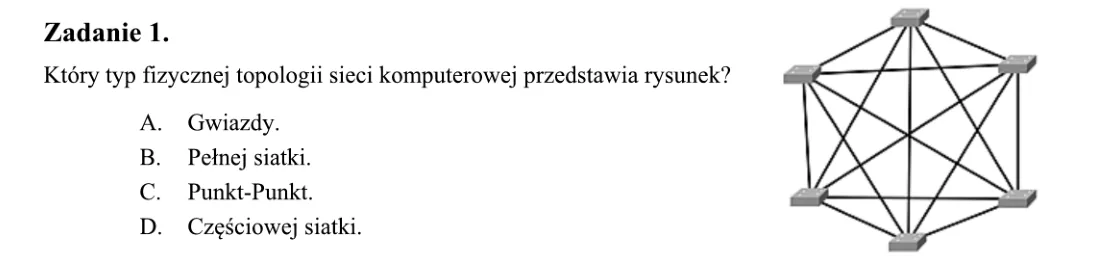 Zadanie 1.
Który typ fizycznej topologii sieci komputerowej przedstawia rysunek?
A. Gwiazdy.
B. Pełnej siatki.
C. Punkt-Punkt.
D. Częściowej siatki.